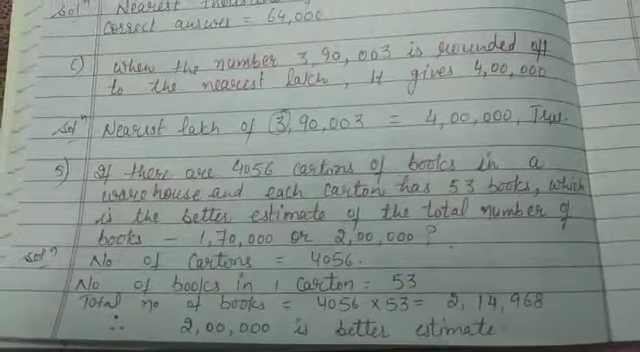 Solⁿ Nearest thous
Correct answer = 64,000
c) when the number 3,90,003 is rounded off
to the nearest lakh, It gives 4,00,000
Solⁿ Nearest lakh of 3,90,003 = 4,00,000, True.
5) If there are 4056 cartons of books in a
warehouse and each carton has 53 books, which
is the better estimate of the total number of
books - 1,70,000 or 2,00,000?
Solⁿ No of Cartons = 4056.
No of books in 1 Carton = 53
Total no of books = 4056 × 53 = 2,14,968
∴ 2,00,000 is better estimate.